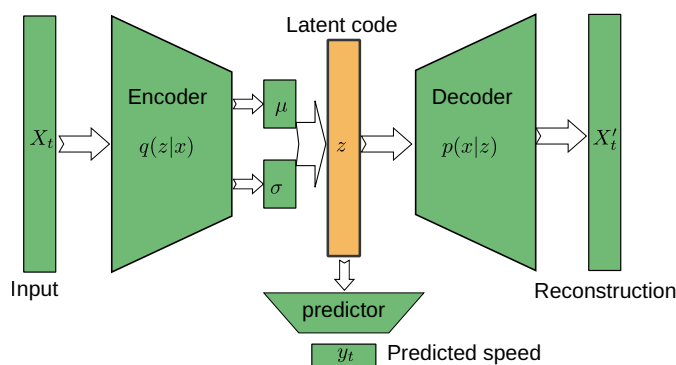 Latent code
Encoder
Decoder
μ
X_t
q(z|x)
z
p(x|z)
X'_t
σ
Input
Reconstruction
predictor
y_t
Predicted speed